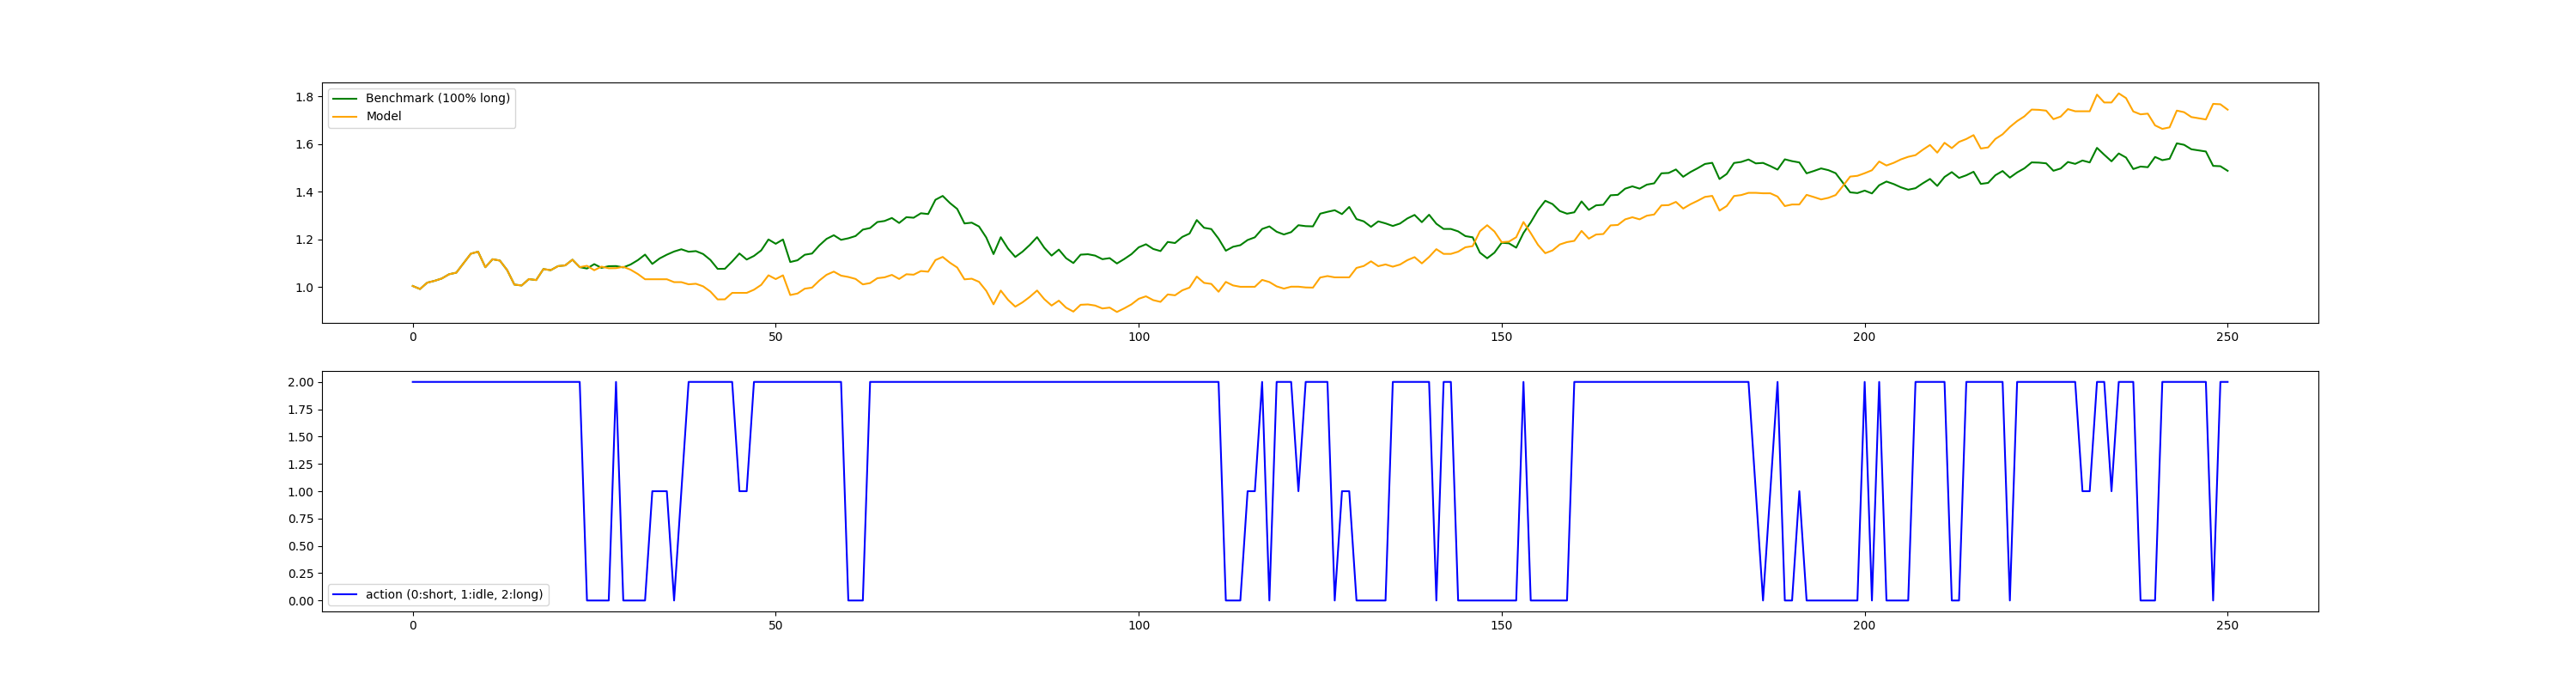 1.8
1.6
1.4
1.2
1.0
Benchmark (100% long)
Model
0 50 100 150 200 250
2.00
1.75
1.50
1.25
1.00
0.75
0.50
0.25
0.00
action (0:short, 1:idle, 2:long)
0 50 100 150 200 250